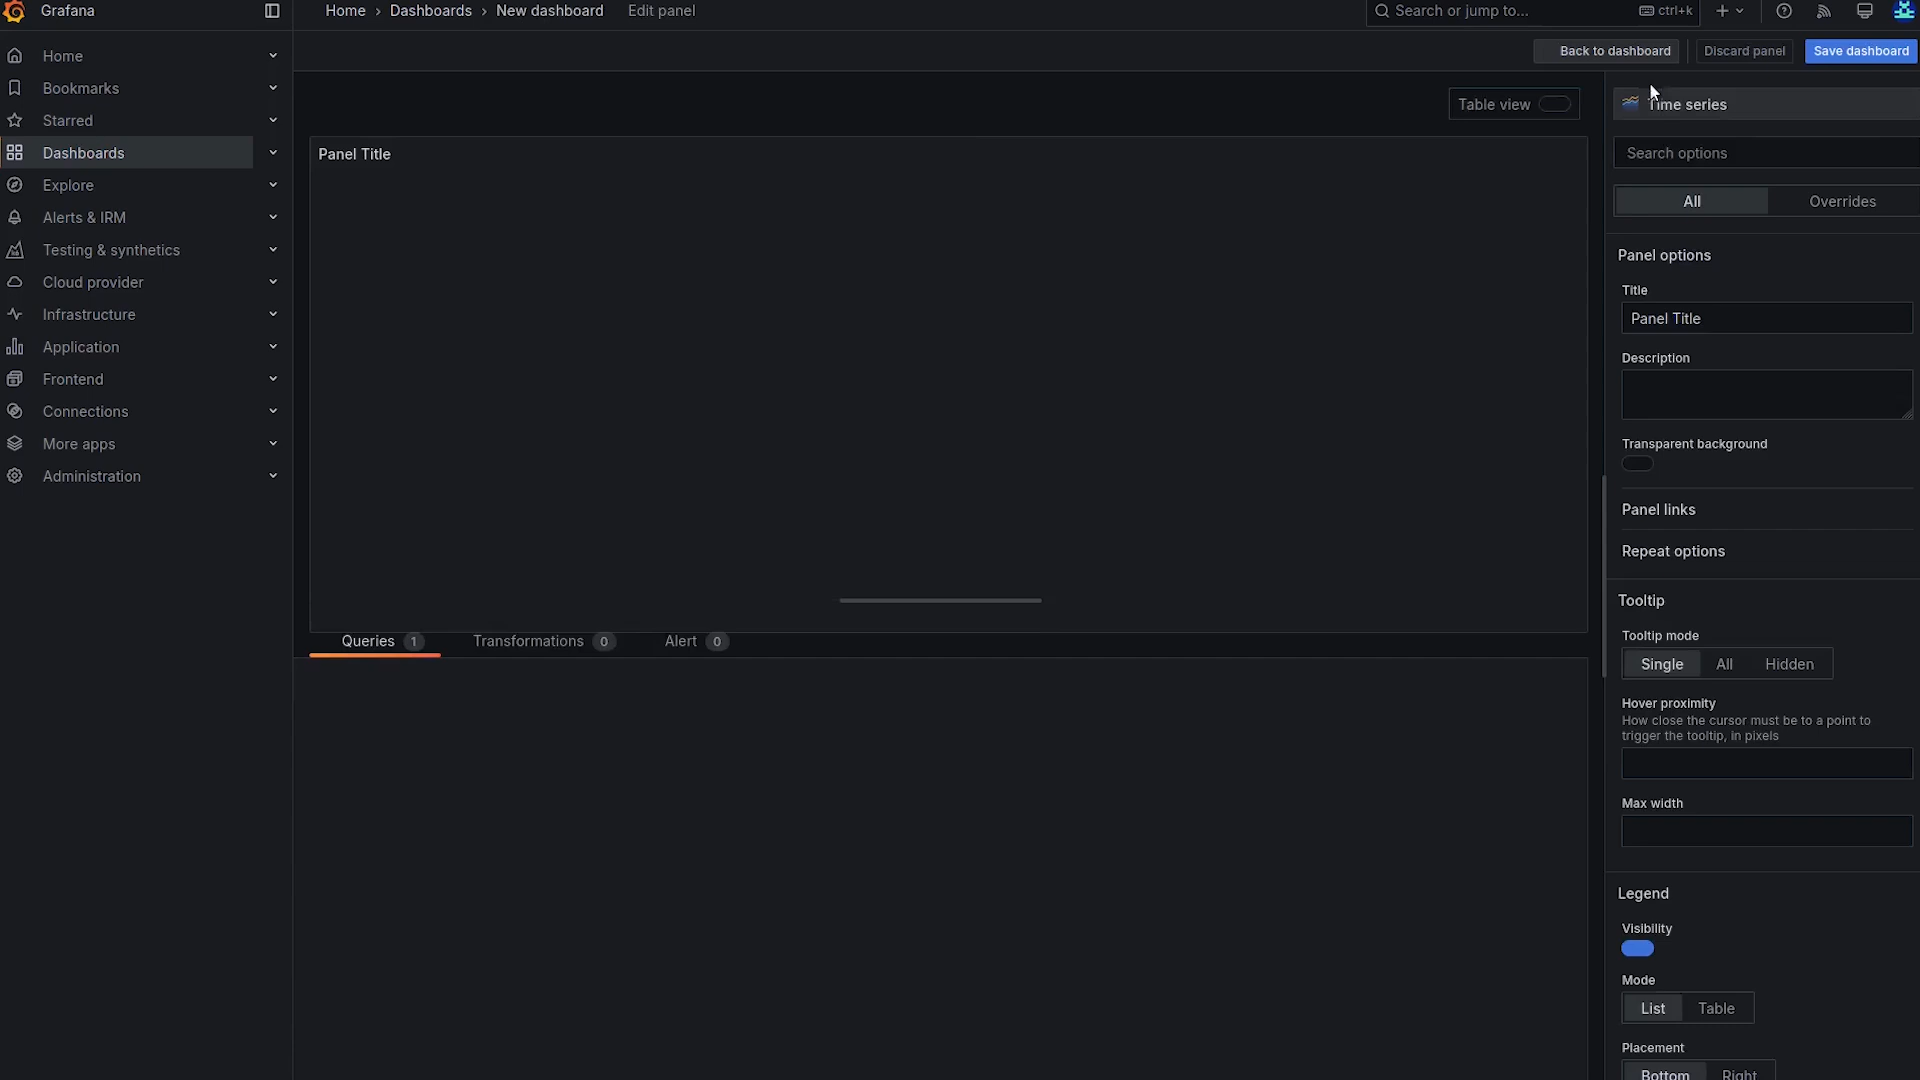 Grafana
Home › Dashboards › New dashboard Edit panel
Search or jump to... ctrl+k
Back to dashboard
Discard panel
Save dashboard
Home
Bookmarks
Starred
Dashboards
Explore
Alerts & IRM
Testing & synthetics
Cloud provider
Infrastructure
Application
Frontend
Connections
More apps
Administration
Table view
Panel Title
Queries 1
Transformations 0
Alert 0
Time series
Search options
All
Overrides
Panel options
Title
Panel Title
Description
Transparent background
Panel links
Repeat options
Tooltip
Tooltip mode
Single All Hidden
Hover proximity
How close the cursor must be to a point to
trigger the tooltip, in pixels
Max width
Legend
Visibility
Mode
List Table
Placement
Bottom Right